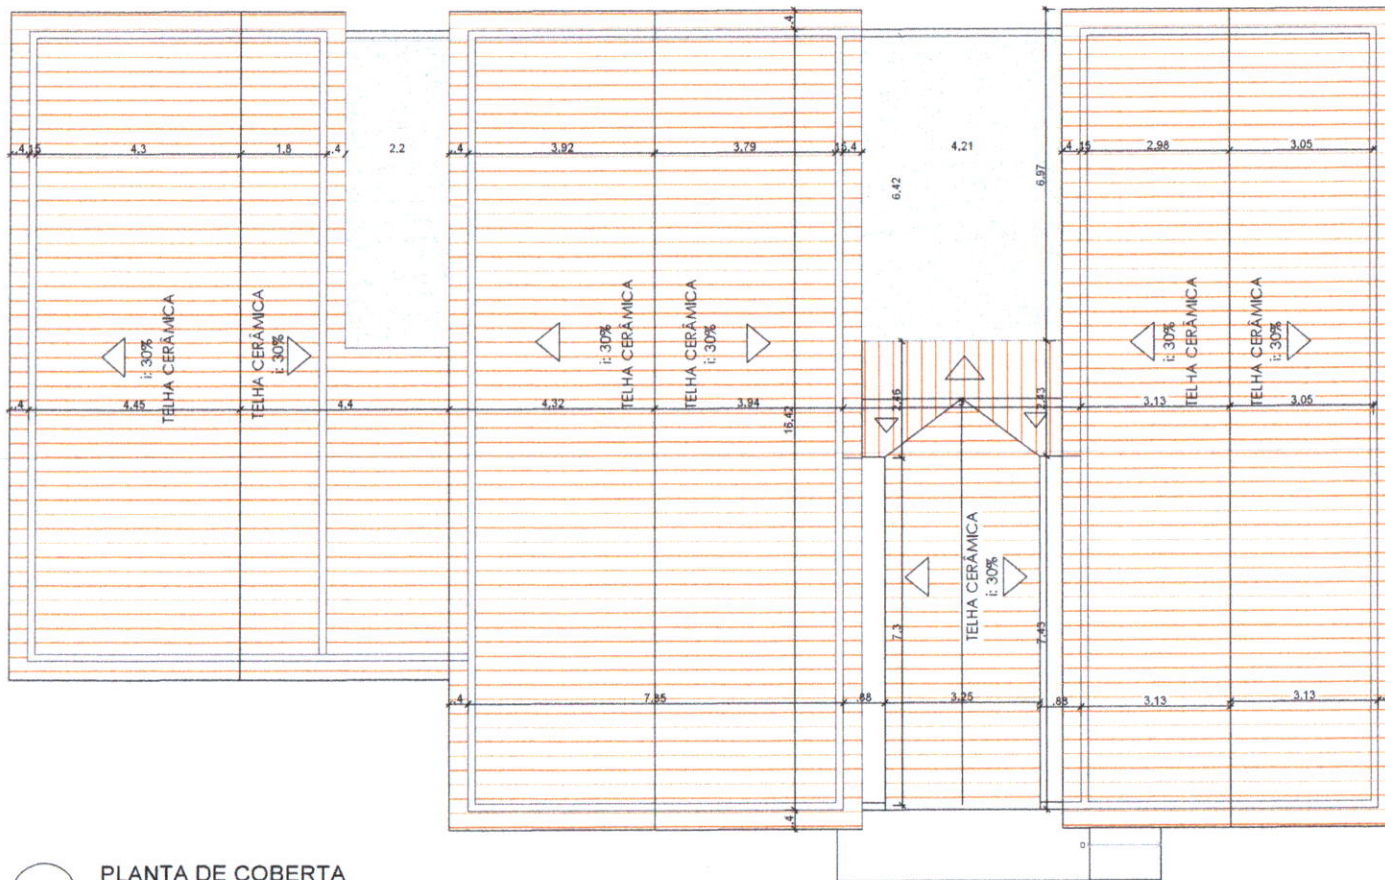 .4
.4 .15 4.3 1.8 .4 2.2 .4 3.92 3.79 .15 .4 4,21 .4 .15 2,98 3,05
6,42
6,97
TELHA CERÂMICA
i: 30%
TELHA CERÂMICA
i: 30%
TELHA CERÂMICA
i: 30%
TELHA CERÂMICA
i: 30%
TELHA CERÂMICA
i: 30%
TELHA CERÂMICA
i: 30%
.4 4,45 4,4 4,32 3,94 3,13 3,05
16,42
2,46
2,43
TELHA CERÂMICA
i: 30%
7,3
7,45
.4 7,85 .88 3,25 .88 3,13 3,13
.4
PLANTA DE COBERTA